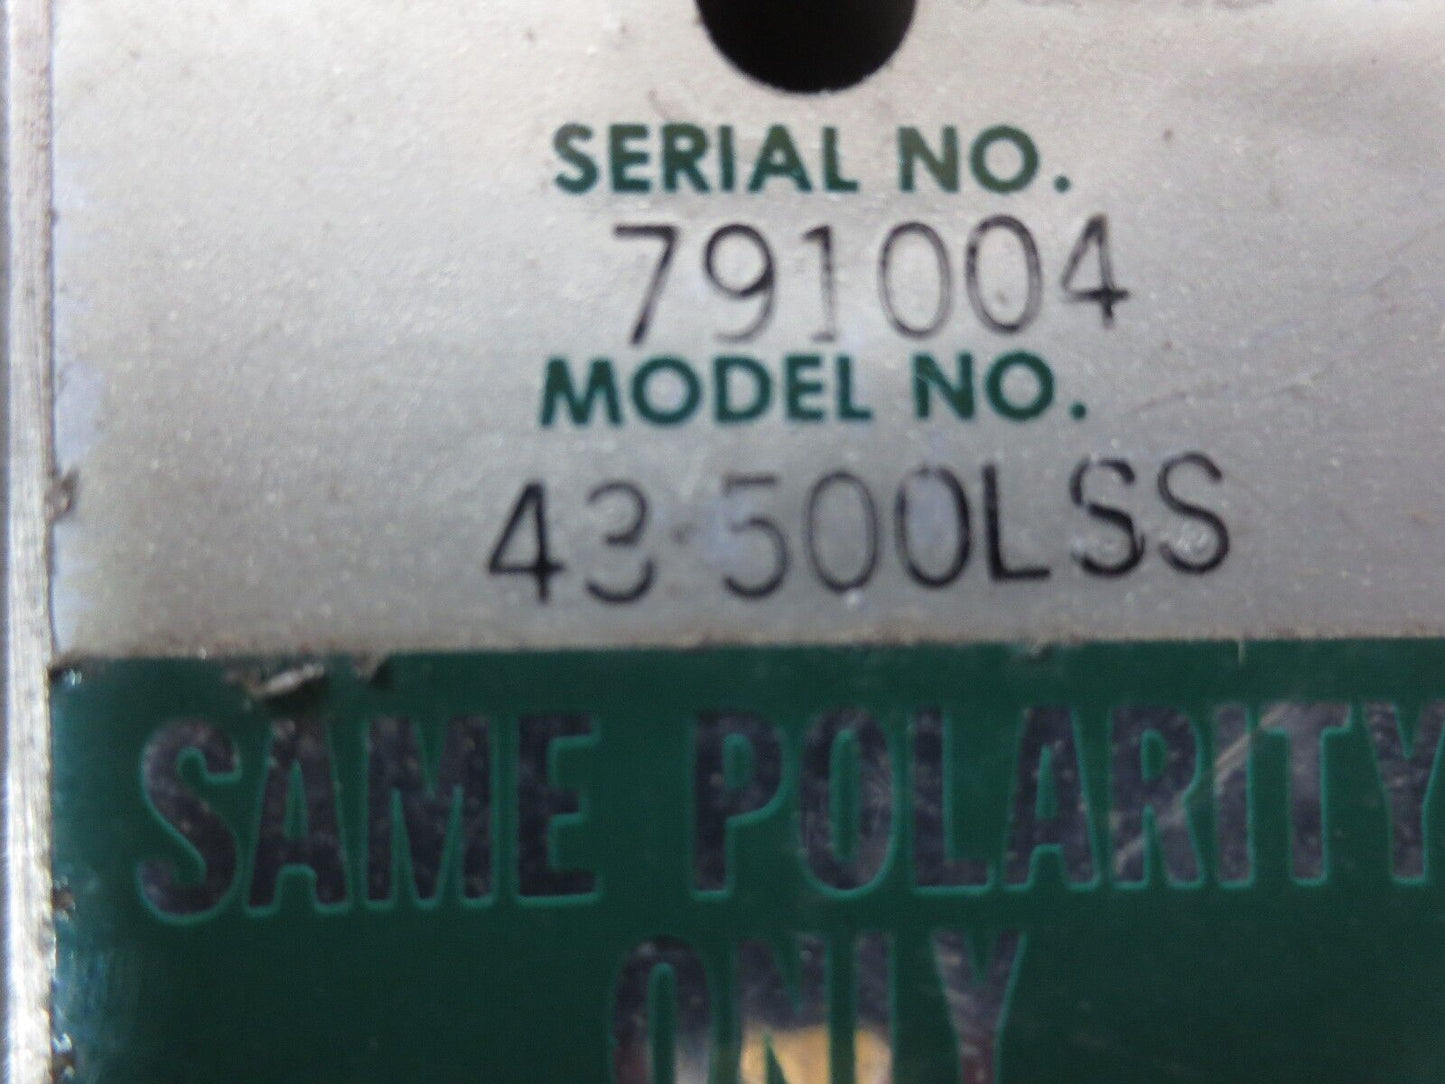 SERIAL NO.
791004
MODEL NO.
43-500LSS
SAME POLARITY
ONLY